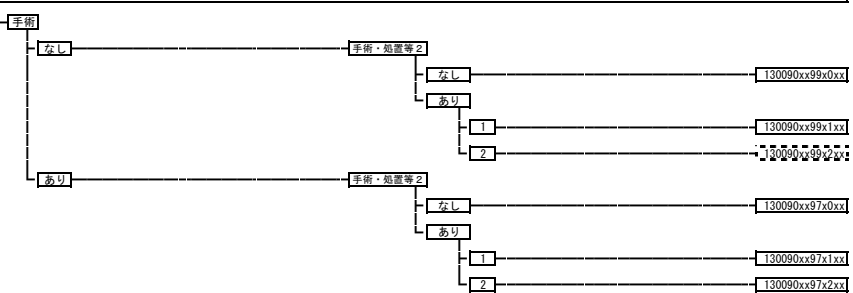 手術
なし 手術・処置等2
なし 130090xx99x0xx
あり
1 130090xx99x1xx
2 130090xx99x2xx
あり 手術・処置等2
なし 130090xx97x0xx
あり
1 130090xx97x1xx
2 130090xx97x2xx